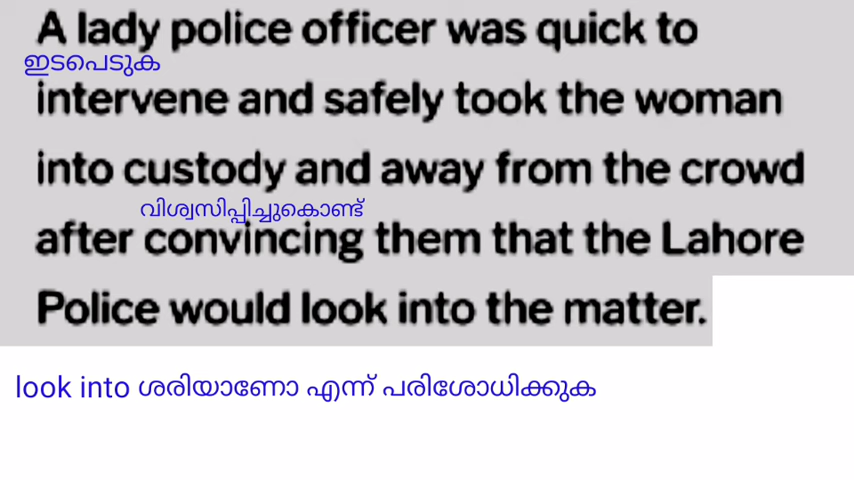 A lady police officer was quick to
ഇടപെടുക
intervene and safely took the woman
into custody and away from the crowd
വിശ്വസിപ്പിച്ചുകൊണ്ട്
after convincing them that the Lahore
Police would look into the matter.
look into ശരിയാണോ എന്ന് പരിശോധിക്കുക